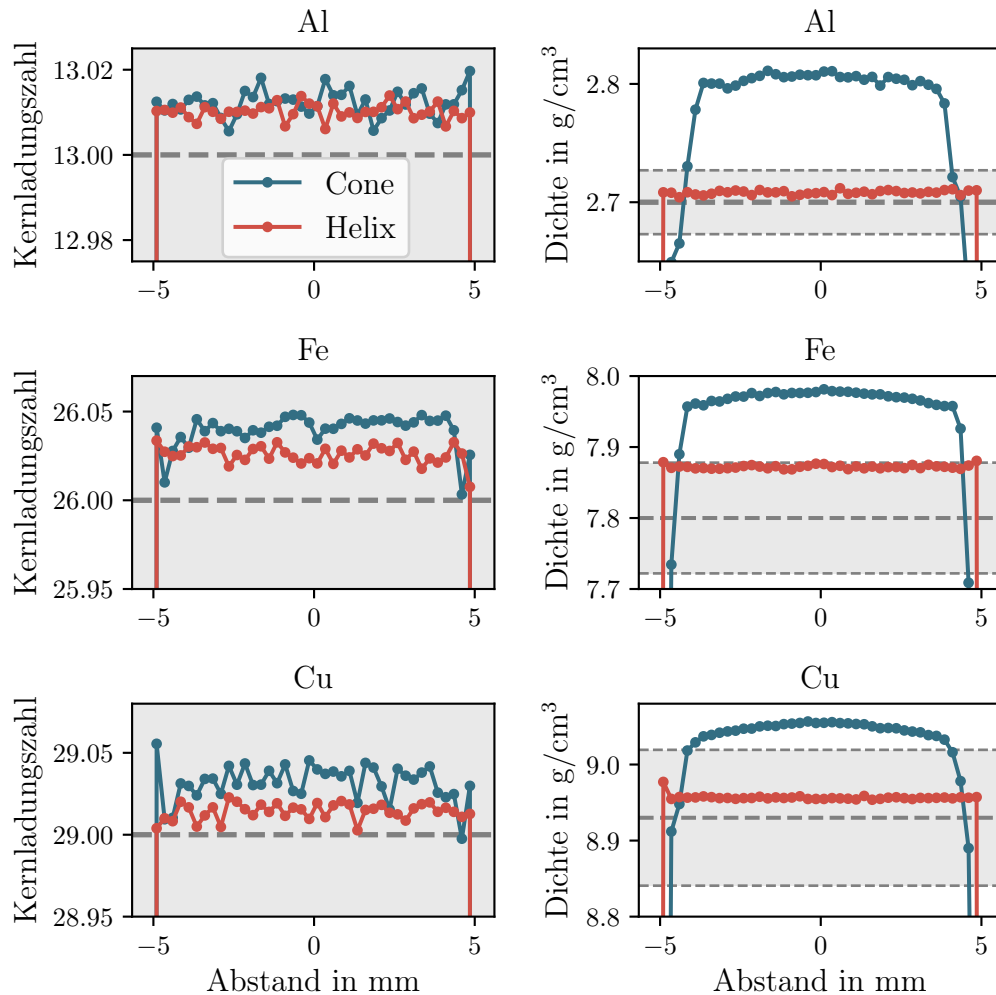 Al
Kernladungszahl
13.02
13.00
12.98
−5
0
5
Cone
Helix
Al
Dichte in g/cm³
2.8
2.7
−5
0
5
Fe
Kernladungszahl
26.05
26.00
25.95
−5
0
5
Fe
Dichte in g/cm³
8.0
7.9
7.8
7.7
−5
0
5
Cu
Kernladungszahl
29.05
29.00
28.95
−5
0
5
Abstand in mm
Cu
Dichte in g/cm³
9.0
8.9
8.8
−5
0
5
Abstand in mm